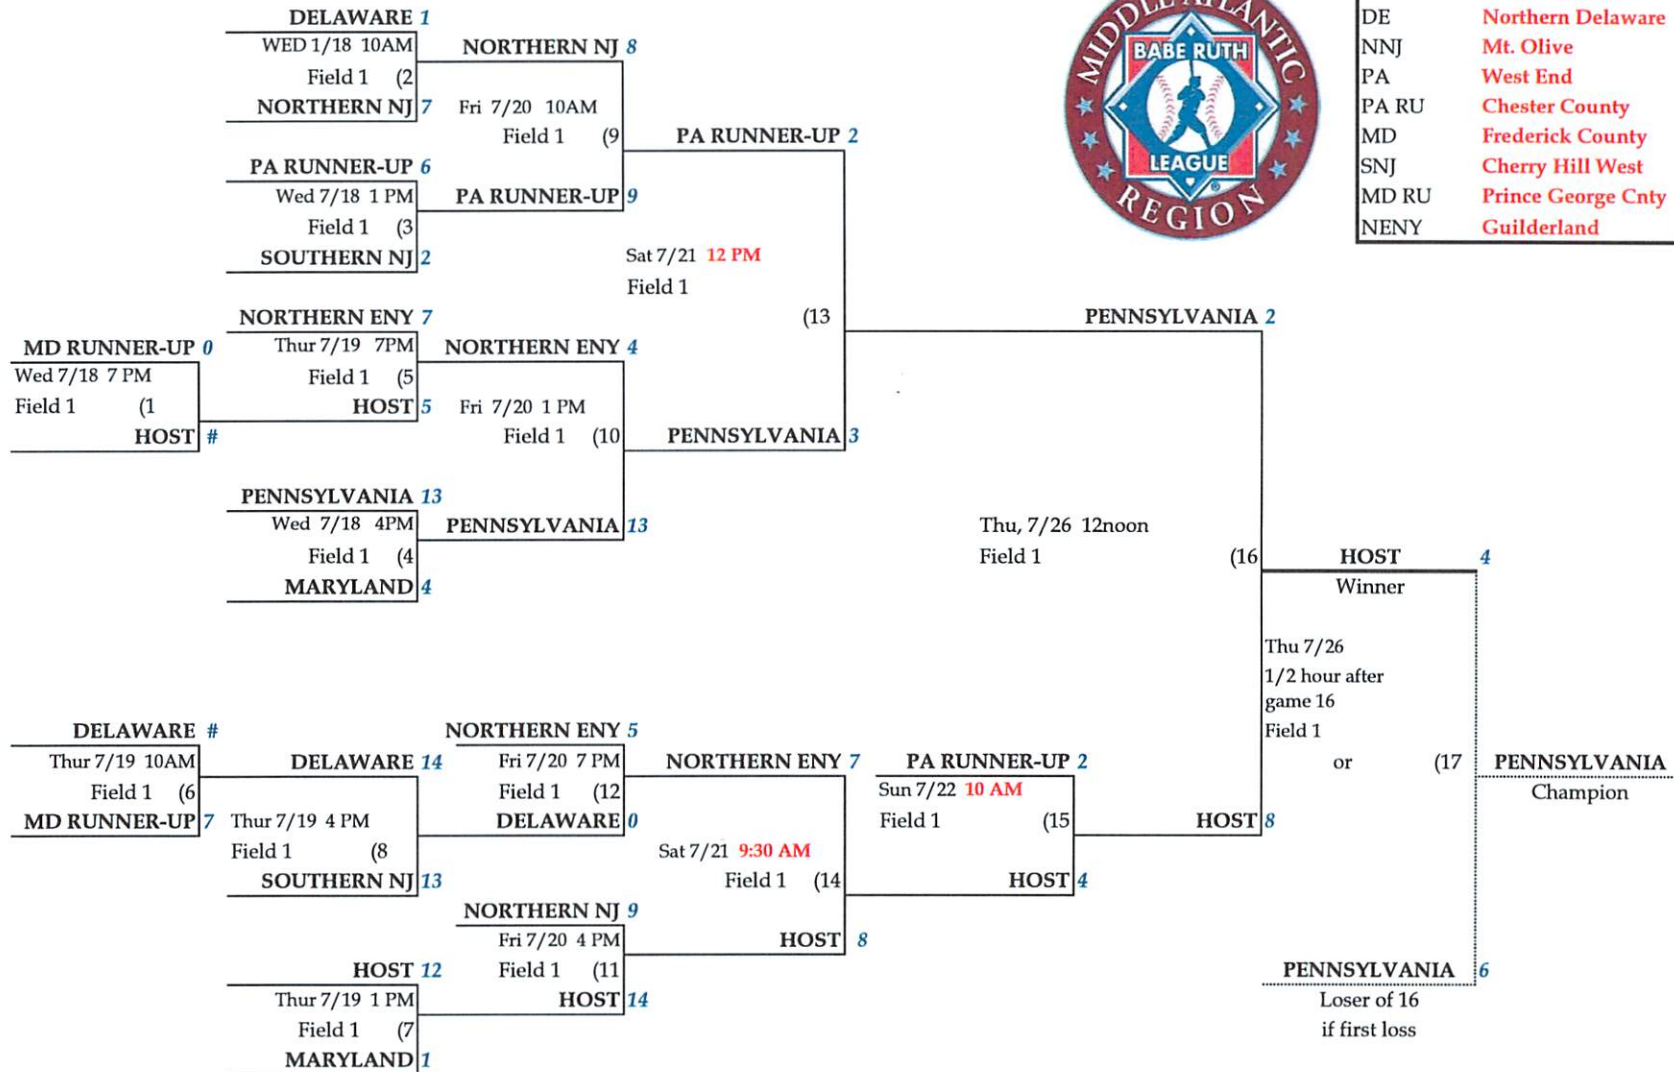 MIDDLE ATLANTIC
BABE RUTH
LEAGUE
®
REGION
DE Northern Delaware
NNJ Mt. Olive
PA West End
PA RU Chester County
MD Frederick County
SNJ Cherry Hill West
MD RU Prince George Cnty
NENY Guilderland
DELAWARE 1
WED 1/18 10AM
Field 1 (2
NORTHERN NJ 7
NORTHERN NJ 8
Fri 7/20 10AM
Field 1 (9
PA RUNNER-UP 6
Wed 7/18 1 PM
Field 1 (3
SOUTHERN NJ 2
PA RUNNER-UP 9
PA RUNNER-UP 2
Sat 7/21 12 PM
Field 1
(13
MD RUNNER-UP 0
Wed 7/18 7 PM
Field 1 (1
HOST #
NORTHERN ENY 7
Thur 7/19 7PM
Field 1 (5
HOST 5
NORTHERN ENY 4
Fri 7/20 1 PM
Field 1 (10
PENNSYLVANIA 3
PENNSYLVANIA 13
Wed 7/18 4PM
Field 1 (4
MARYLAND 4
PENNSYLVANIA 13
PENNSYLVANIA 2
Thu, 7/26 12noon
Field 1 (16
HOST 4
Winner
Thu 7/26
1/2 hour after
game 16
Field 1
or (17
PENNSYLVANIA
Champion
DELAWARE #
Thur 7/19 10AM
Field 1 (6
MD RUNNER-UP 7
DELAWARE 14
Thur 7/19 4 PM
Field 1 (8
SOUTHERN NJ 13
NORTHERN ENY 5
Fri 7/20 7 PM
Field 1 (12
DELAWARE 0
NORTHERN ENY 7
Sat 7/21 9:30 AM
Field 1 (14
PA RUNNER-UP 2
Sun 7/22 10 AM
Field 1 (15
HOST 4
HOST 8
NORTHERN NJ 9
Fri 7/20 4 PM
Field 1 (11
HOST 14
HOST 8
HOST 12
Thur 7/19 1 PM
Field 1 (7
MARYLAND 1
PENNSYLVANIA 6
Loser of 16
if first loss